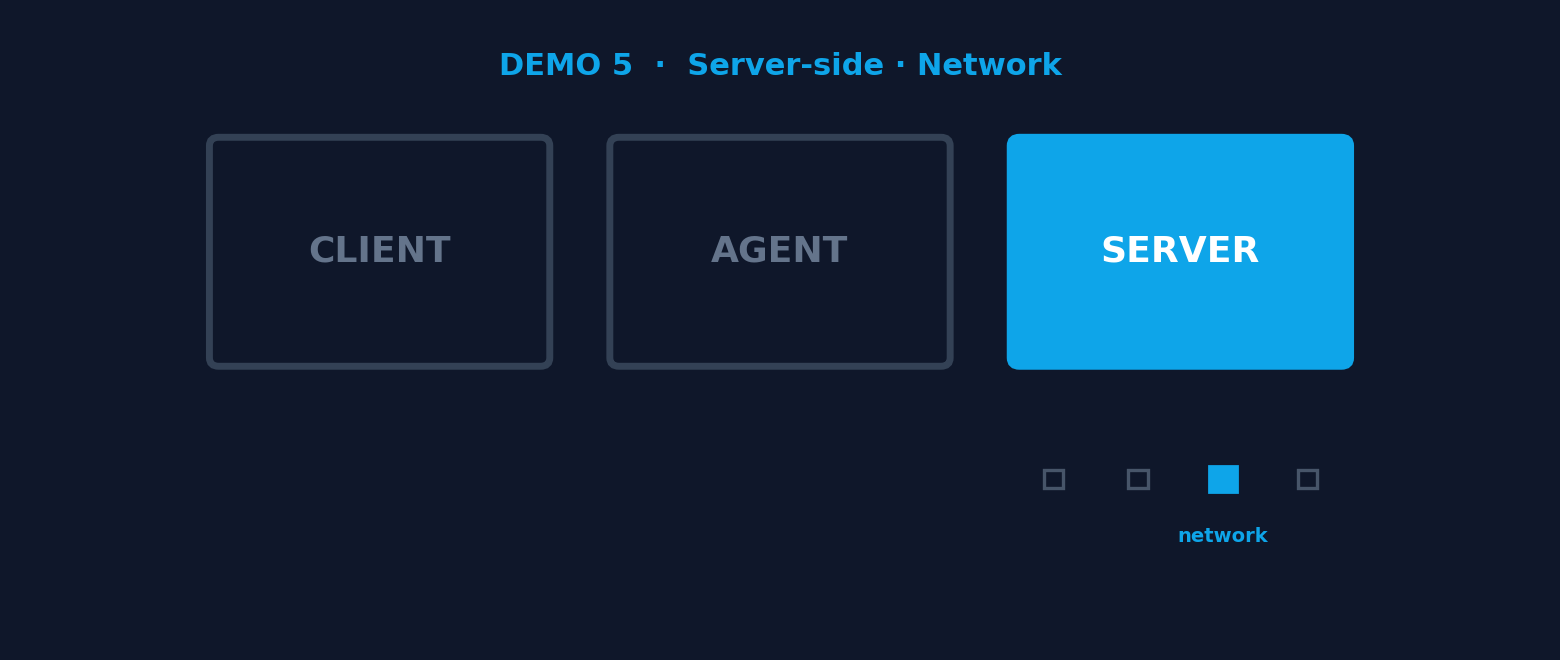 DEMO 5 · Server-side · Network
CLIENT
AGENT
SERVER
network